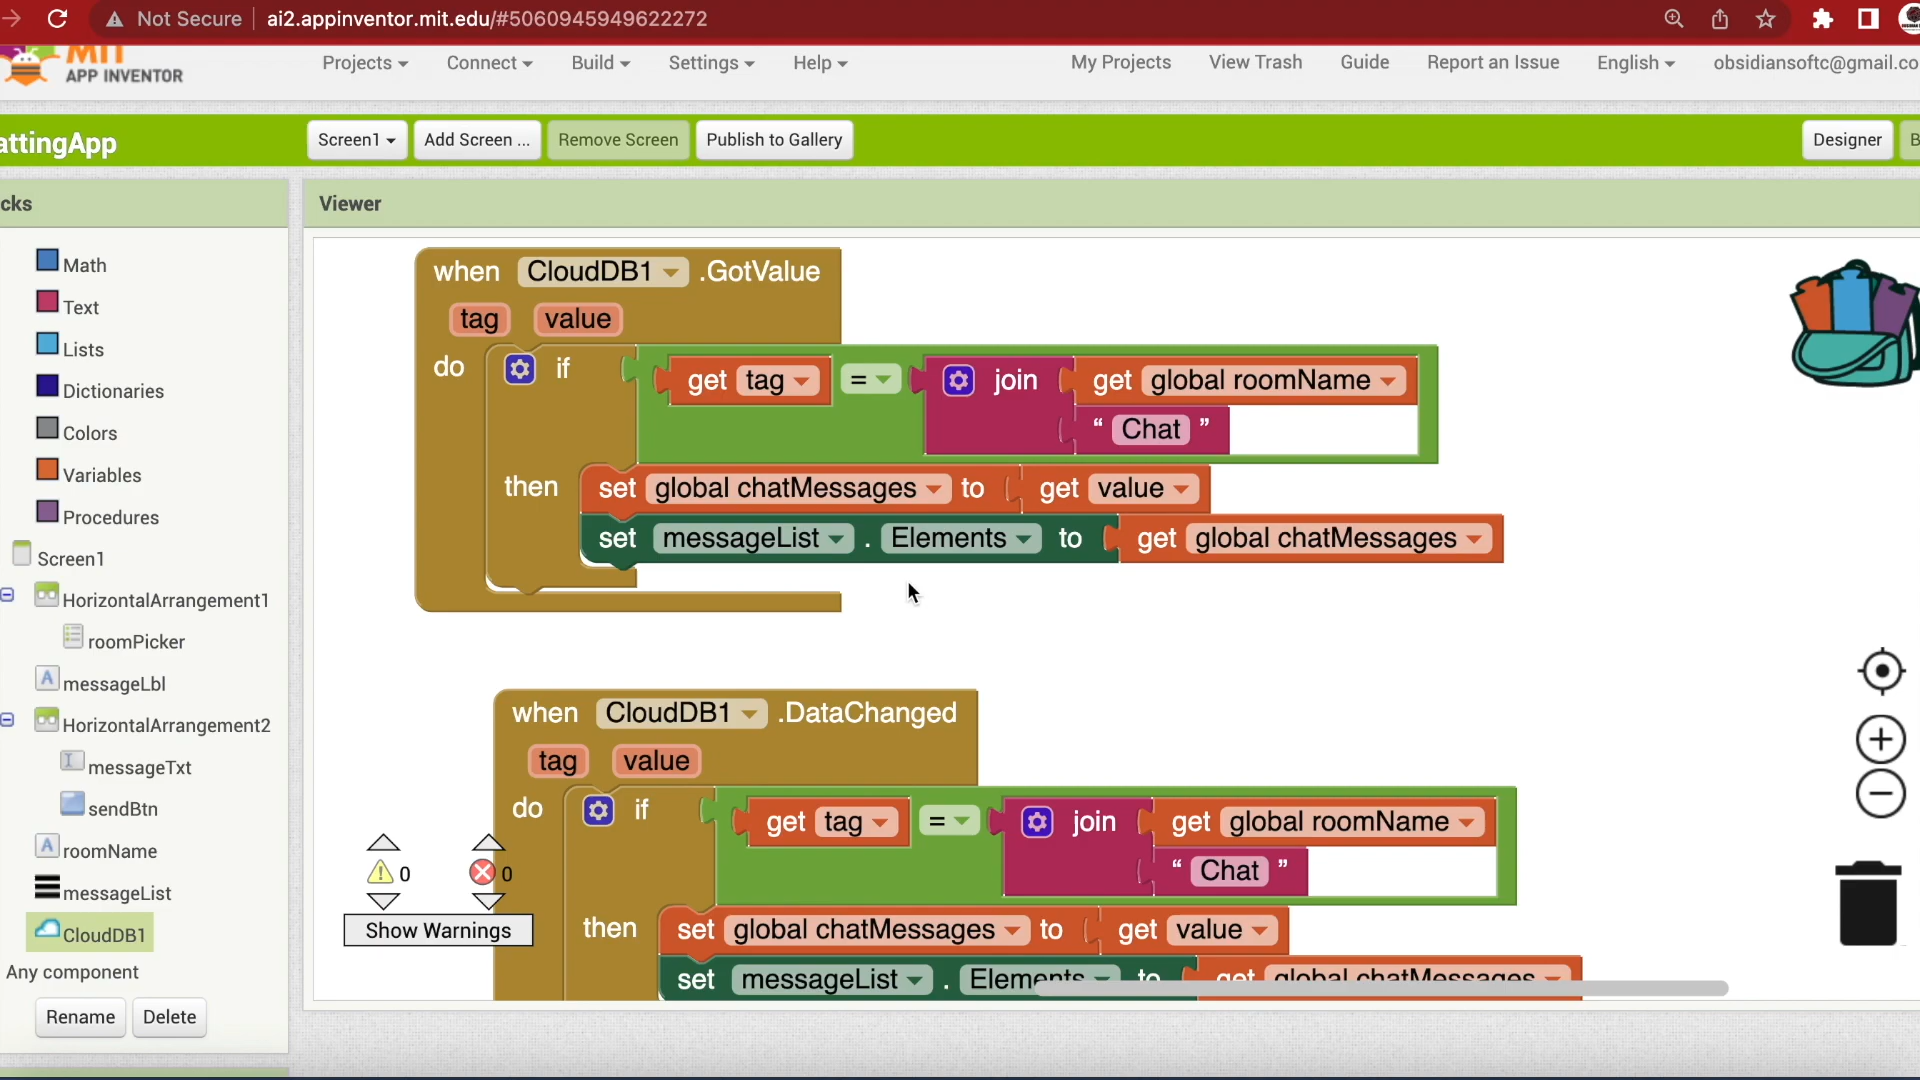 Not Secure ai2.appinventor.mit.edu/#5060945949622272
MIT
APP INVENTOR
Projects Connect Build Settings Help My Projects View Trash Guide Report an Issue English obsidiansoftc@gmail.co
attingApp Screen1 Add Screen ... Remove Screen Publish to Gallery Designer B
cks
Viewer
Math
Text
Lists
Dictionaries
Colors
Variables
Procedures
Screen1
HorizontalArrangement1
roomPicker
messageLbl
HorizontalArrangement2
messageTxt
sendBtn
roomName
messageList
CloudDB1
Any component
Rename Delete
when CloudDB1 .GotValue
tag value
do if get tag = join get global roomName
“ Chat ”
then set global chatMessages to get value
set messageList . Elements to get global chatMessages
when CloudDB1 .DataChanged
tag value
do if get tag = join get global roomName
“ Chat ”
then set global chatMessages to get value
set messageList . Elements to get global chatMessages
0 0
Show Warnings